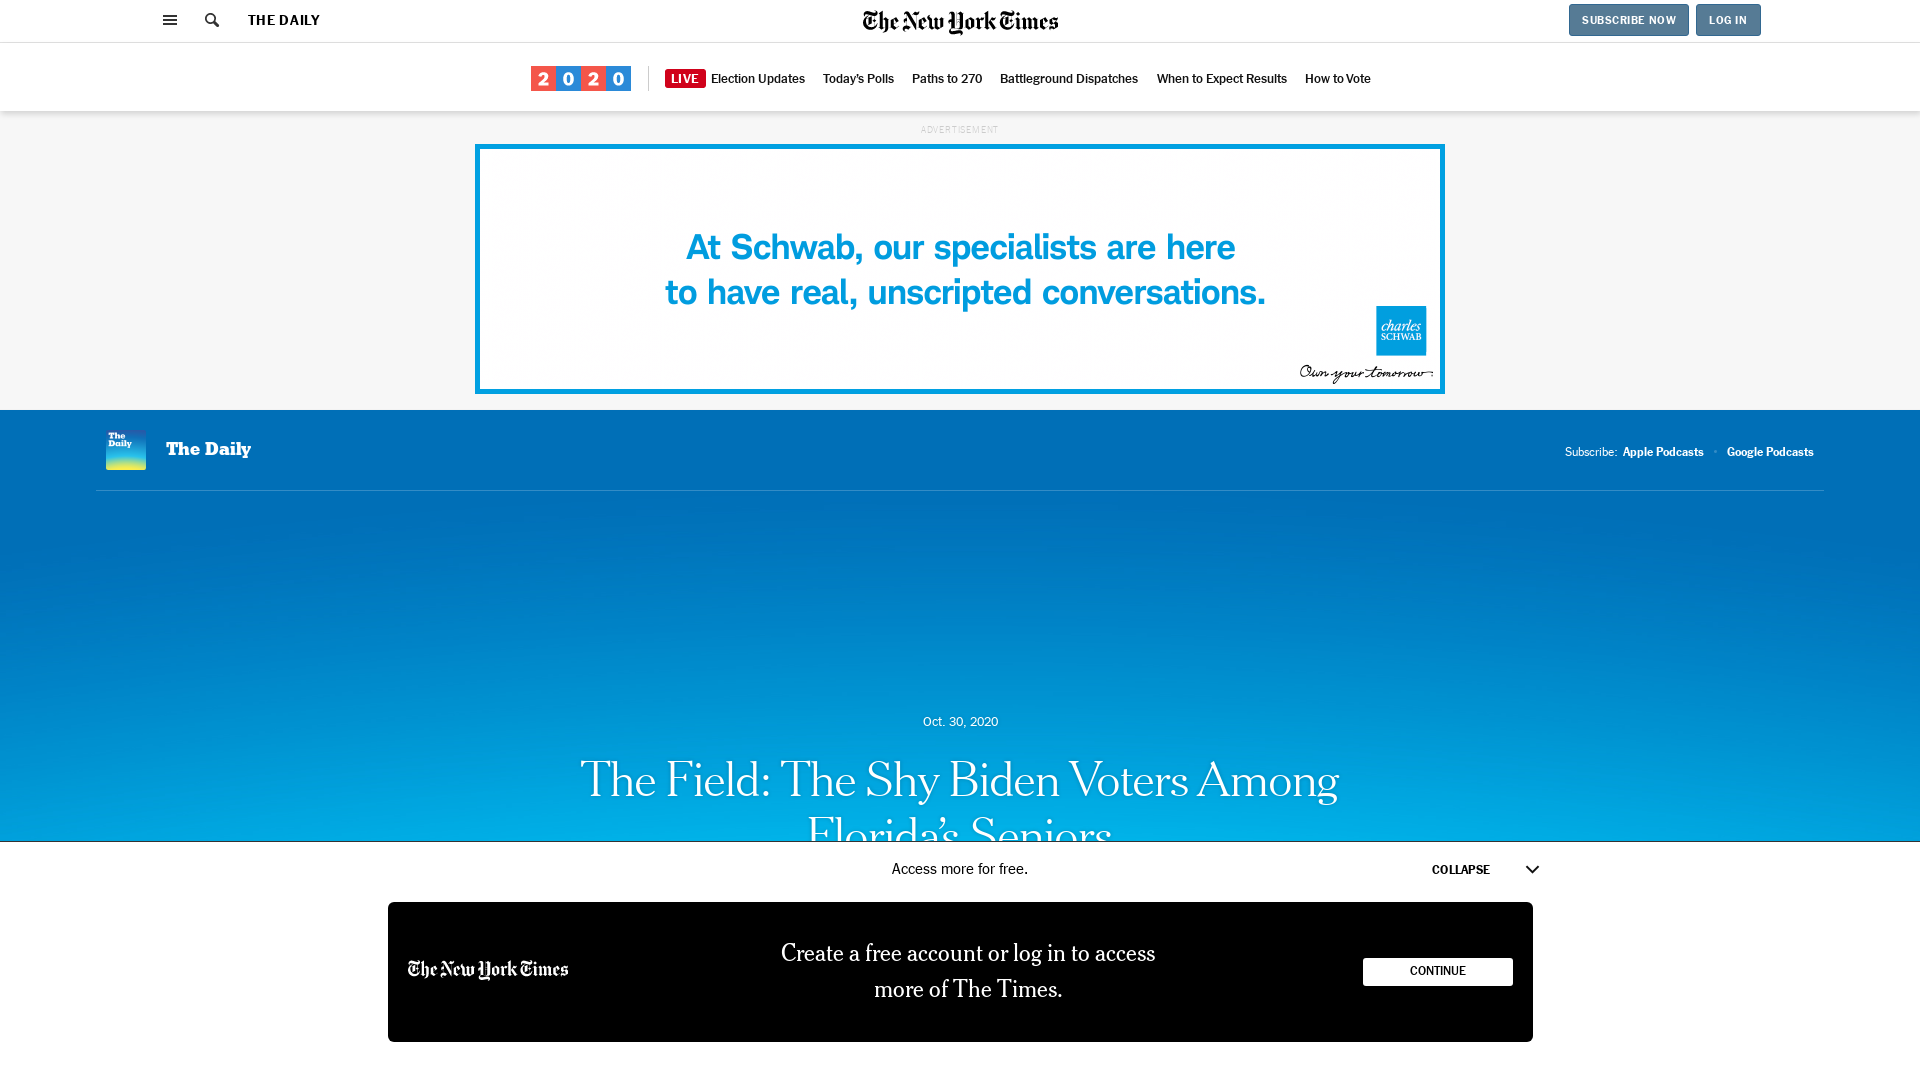 THE DAILY
The New York Times
SUBSCRIBE NOW
LOG IN
2020
LIVE Election Updates Today's Polls Paths to 270 Battleground Dispatches When to Expect Results How to Vote
ADVERTISEMENT
At Schwab, our specialists are here
to have real, unscripted conversations.
charles
SCHWAB
Own your tomorrow.
The
Daily
The Daily
Subscribe: Apple Podcasts • Google Podcasts
Oct. 30, 2020
The Field: The Shy Biden Voters Among
Florida's Seniors
Access more for free.
COLLAPSE
The New York Times
Create a free account or log in to access
more of The Times.
CONTINUE